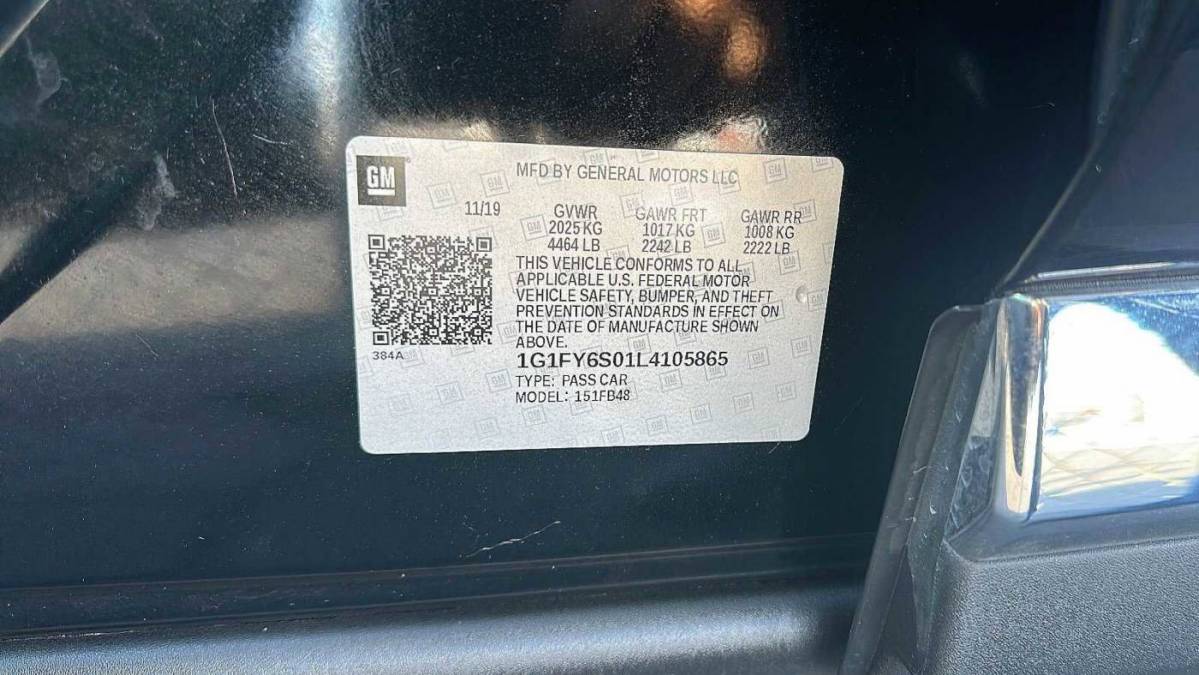 GM
MFD BY GENERAL MOTORS LLC
11/19 GVWR GAWR FRT GAWR RR
2025 KG 1017 KG 1008 KG
4464 LB 2242 LB 2222 LB
THIS VEHICLE CONFORMS TO ALL
APPLICABLE U.S. FEDERAL MOTOR
VEHICLE SAFETY, BUMPER, AND THEFT
PREVENTION STANDARDS IN EFFECT ON
THE DATE OF MANUFACTURE SHOWN
ABOVE.
384A
1G1FY6S01L4105865
TYPE: PASS CAR
MODEL: 1S1FB48